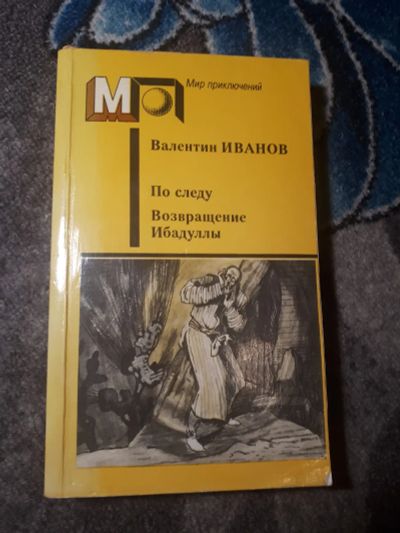 М
Мир приключений
Валентин ИВАНОВ
По следу
Возвращение
Ибадуллы